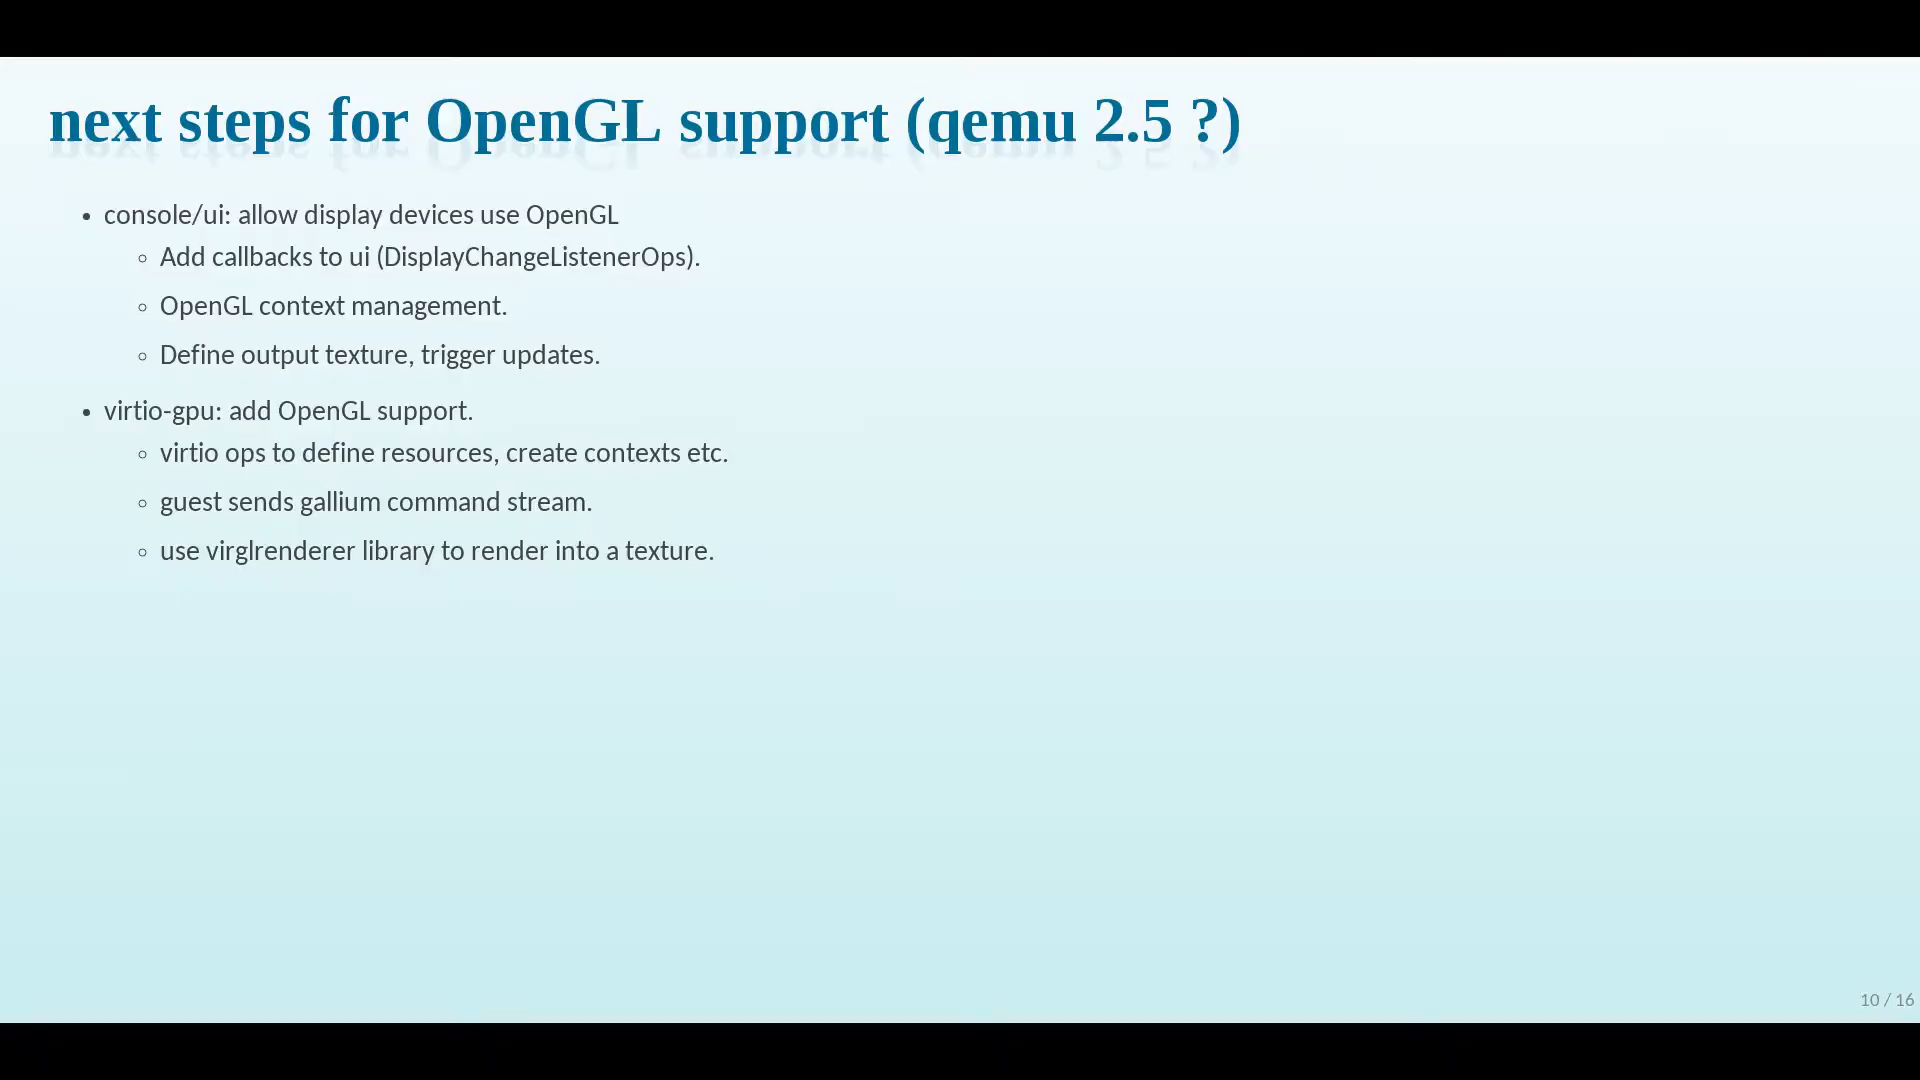 next steps for OpenGL support (qemu 2.5 ?)
• console/ui: allow display devices use OpenGL
◦ Add callbacks to ui (DisplayChangeListenerOps).
◦ OpenGL context management.
◦ Define output texture, trigger updates.
• virtio-gpu: add OpenGL support.
◦ virtio ops to define resources, create contexts etc.
◦ guest sends gallium command stream.
◦ use virglrenderer library to render into a texture.
10 / 16